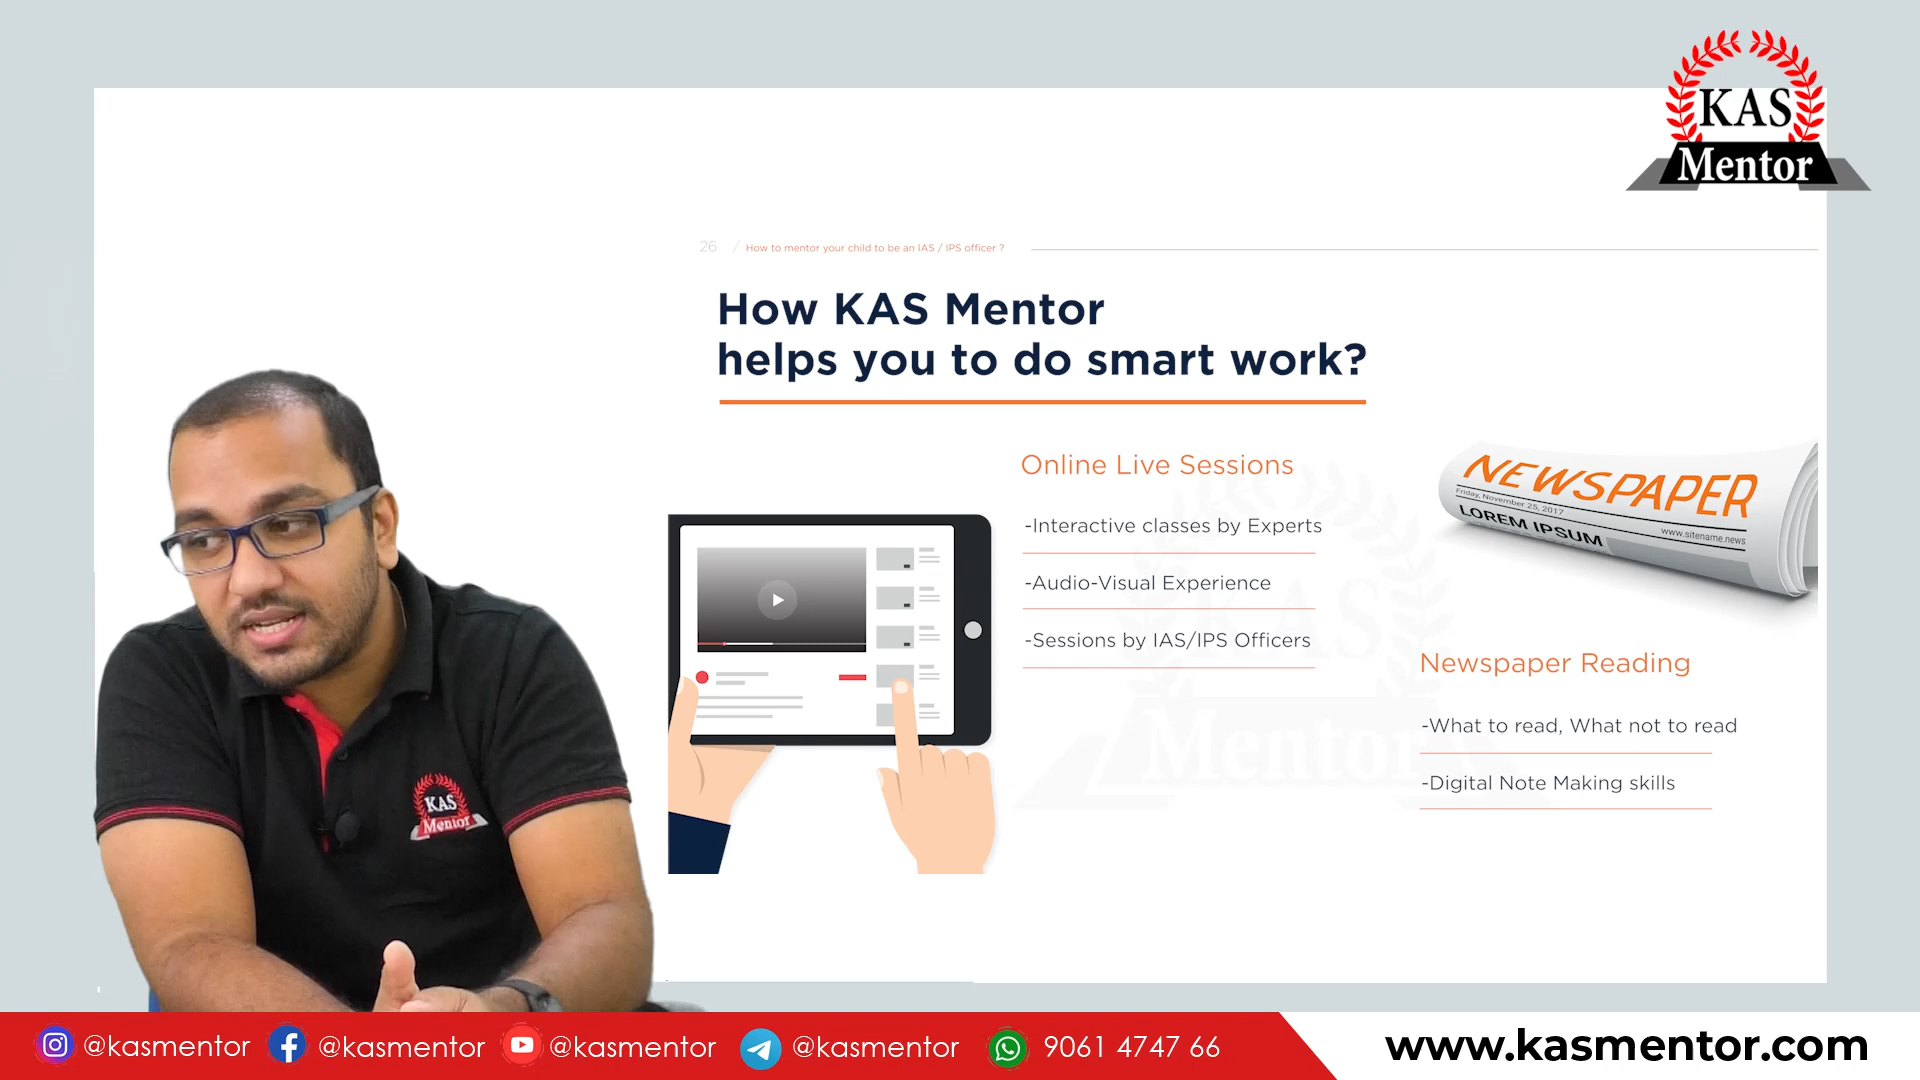 KAS
Mentor
26 / How to mentor your child to be an IAS / IPS officer ?
How KAS Mentor
helps you to do smart work?
Online Live Sessions
-Interactive classes by Experts
-Audio-Visual Experience
-Sessions by IAS/IPS Officers
NEWSPAPER
Friday, November 25, 2017
www.sitename.news
LOREM IPSUM
Newspaper Reading
-What to read, What not to read
-Digital Note Making skills
KAS
Mentor
KAS
Mentor
@kasmentor @kasmentor @kasmentor @kasmentor 9061 4747 66
www.kasmentor.com